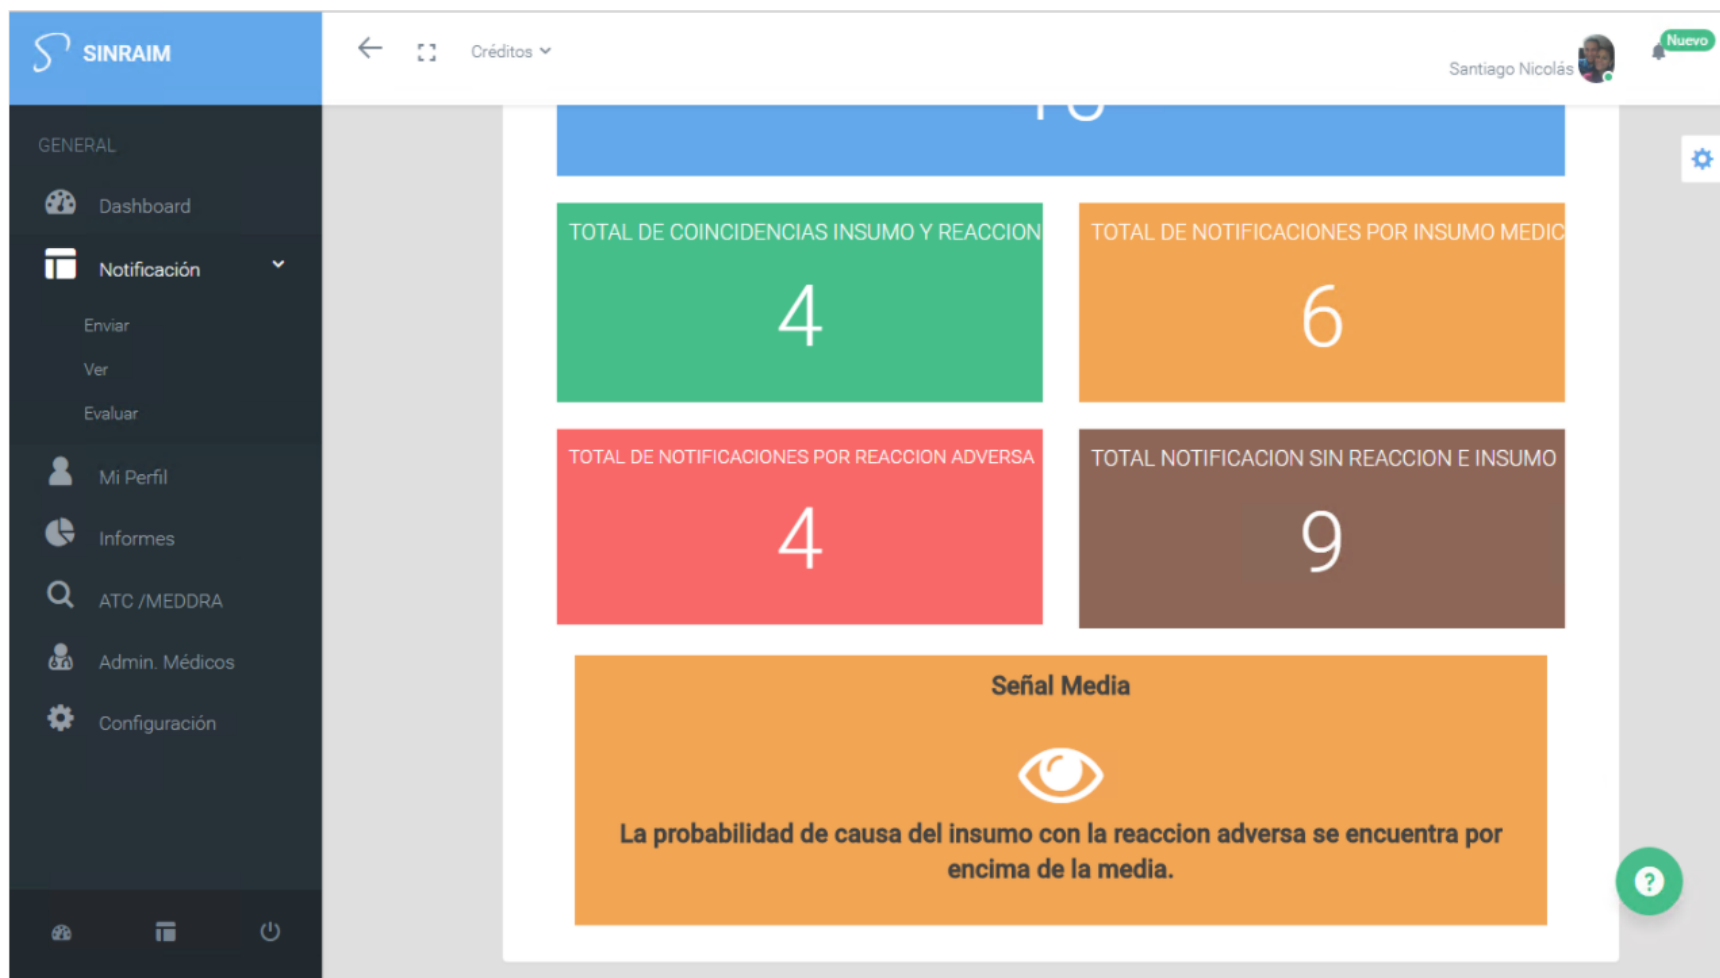 SINRAIM
Créditos
Santiago Nicolás
Nuevo
GENERAL
Dashboard
Notificación
Enviar
Ver
Evaluar
Mi Perfil
Informes
ATC /MEDDRA
Admin. Médicos
Configuración
TOTAL DE COINCIDENCIAS INSUMO Y REACCION
4
TOTAL DE NOTIFICACIONES POR INSUMO MEDIC
6
TOTAL DE NOTIFICACIONES POR REACCION ADVERSA
4
TOTAL NOTIFICACION SIN REACCION E INSUMO
9
Señal Media
La probabilidad de causa del insumo con la reaccion adversa se encuentra por
encima de la media.
?